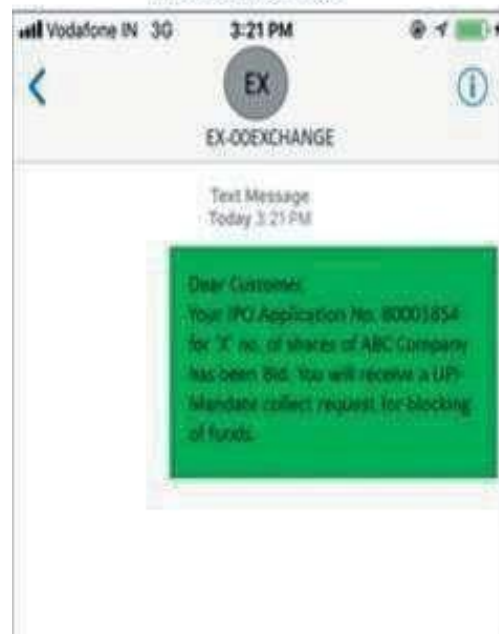 Vodafone IN 3G 3:21 PM
EX
EX-00EXCHANGE
Text Message
Today 3:21 PM
Dear Customer,
Your IPO Application No. 80001854
for 'X' no. of shares of ABC Company
has been Bid. You will receive a UPI-
Mandate collect request for blocking
of funds.